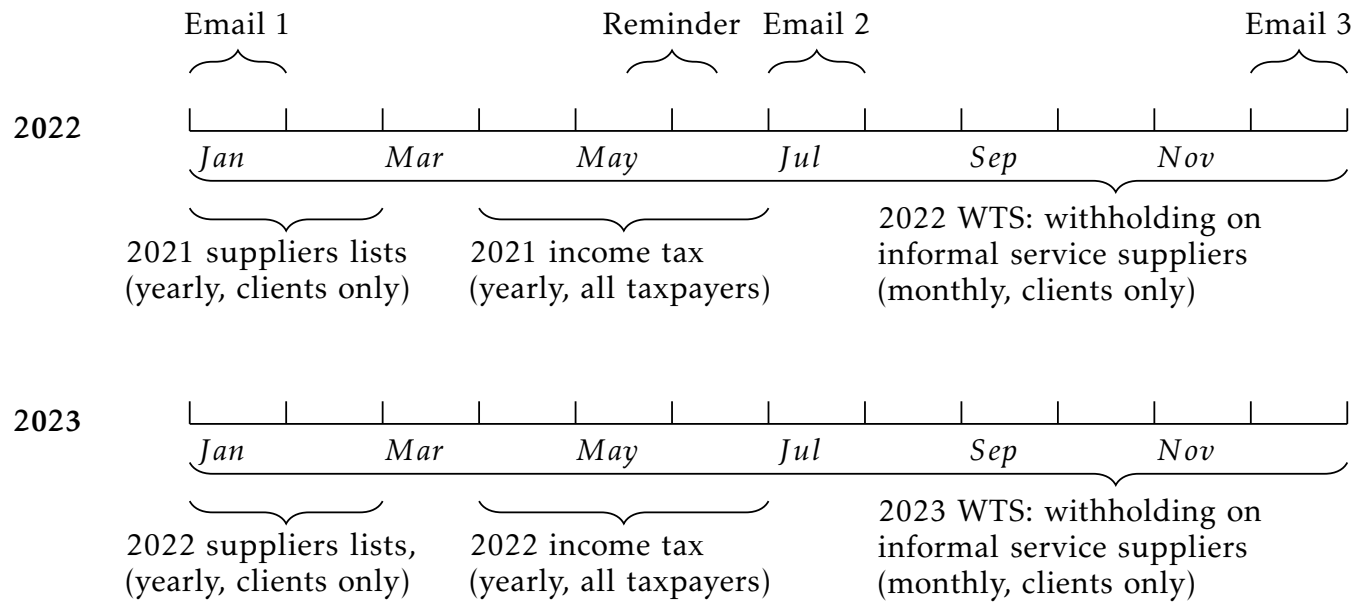 Email 1 Reminder Email 2 Email 3
2022
Jan Mar May Jul Sep Nov
2021 suppliers lists
(yearly, clients only)
2021 income tax
(yearly, all taxpayers)
2022 WTS: withholding on
informal service suppliers
(monthly, clients only)
2023
Jan Mar May Jul Sep Nov
2022 suppliers lists,
(yearly, clients only)
2022 income tax
(yearly, all taxpayers)
2023 WTS: withholding on
informal service suppliers
(monthly, clients only)